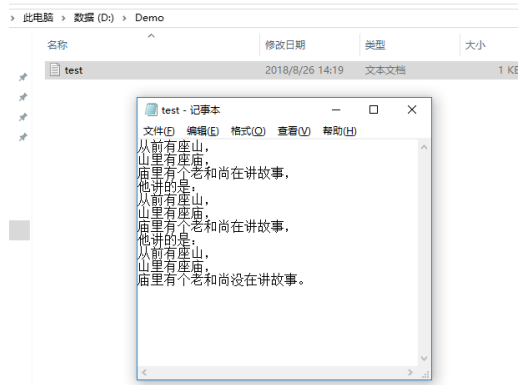 › 此电脑 › 数据 (D:) › Demo
名称 修改日期 类型 大小
test 2018/8/26 14:19 文本文档 1 KB
test - 记事本
文件(F) 编辑(E) 格式(O) 查看(V) 帮助(H)
从前有座山，
山里有座庙，
庙里有个老和尚在讲故事，
他讲的是：
从前有座山，
山里有座庙，
庙里有个老和尚在讲故事，
他讲的是：
从前有座山，
山里有座庙，
庙里有个老和尚没在讲故事。